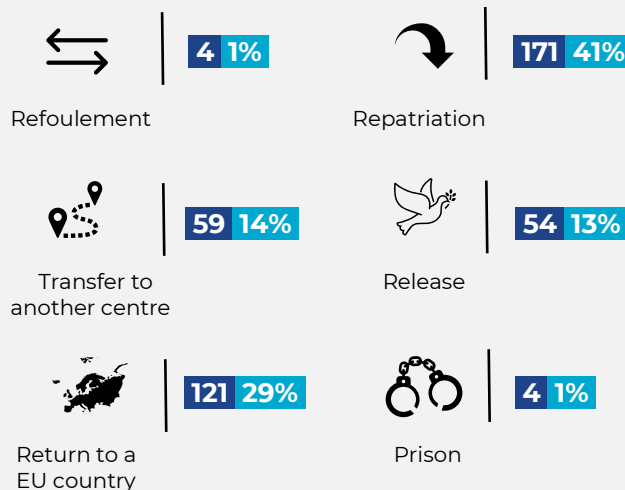 4 1%
Refoulement
171 41%
Repatriation
59 14%
Transfer to
another centre
54 13%
Release
121 29%
Return to a
EU country
4 1%
Prison